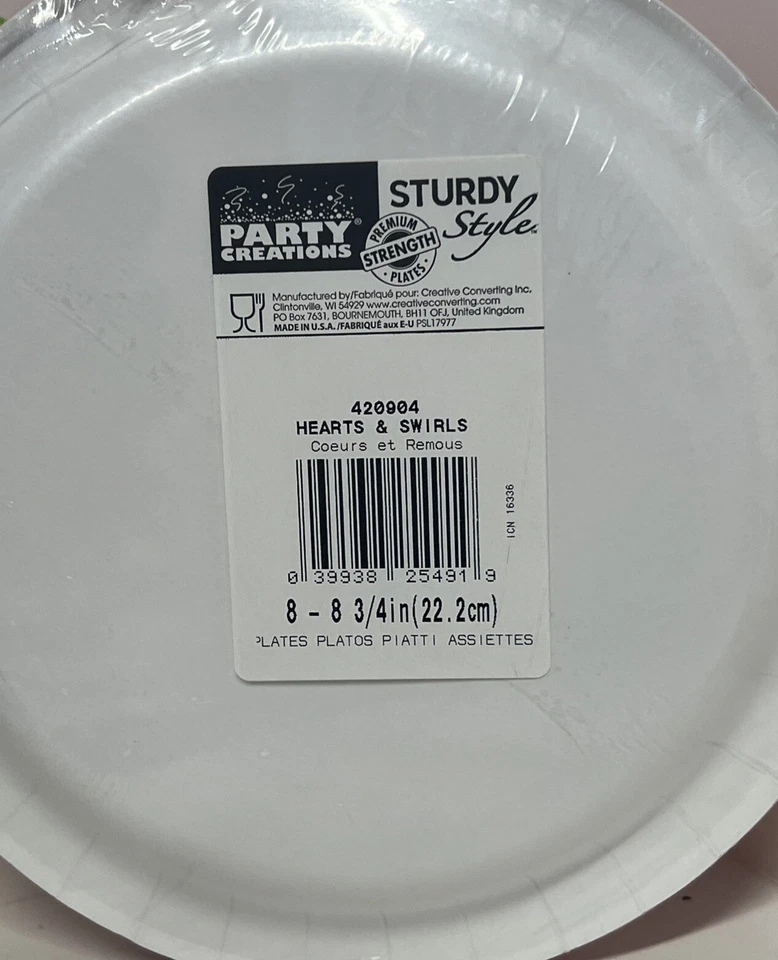 PARTY®
CREATIONS
STURDY
Style™
PREMIUM
STRENGTH
• PLATES •
Manufactured by/Fabriqué pour: Creative Converting Inc.
Clintonville, WI 54929 www.creativeconverting.com
PO Box 7631, BOURNEMOUTH, BH11 OFJ, United Kingdom
MADE IN U.S.A. /FABRIQUÉ aux E-U PSL17977
420904
HEARTS & SWIRLS
Coeurs et Remous
ICN 16336
0 39938 25491 9
8 - 8 3/4in(22.2cm)
PLATES PLATOS PIATTI ASSIETTES